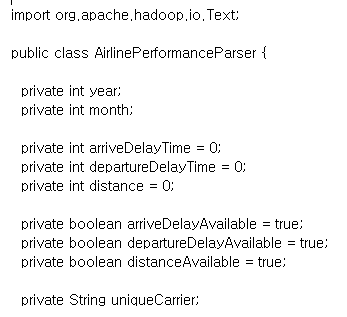 import org.apache.hadoop.io.Text;
public class AirlinePerformanceParser {
private int year;
private int month;
private int arriveDelayTime = 0;
private int departureDelayTime = 0;
private int distance = 0;
private boolean arriveDelayAvailable = true;
private boolean departureDelayAvailable = true;
private boolean distanceAvailable = true;
private String uniqueCarrier;